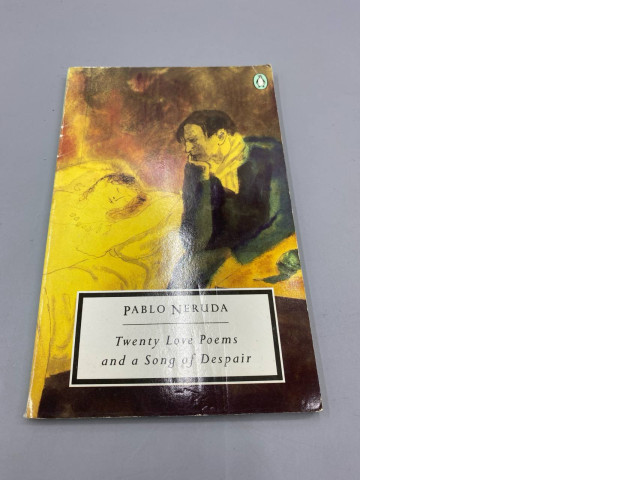 PABLO NERUDA
Twenty Love Poems
and a Song of Despair